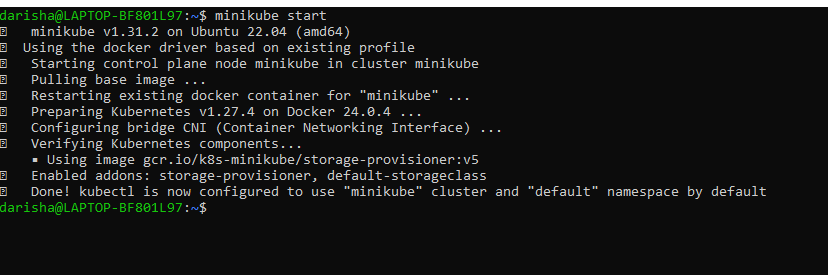 darisha@LAPTOP-BF801L97:~$ minikube start
minikube v1.31.2 on Ubuntu 22.04 (amd64)
Using the docker driver based on existing profile
Starting control plane node minikube in cluster minikube
Pulling base image ...
Restarting existing docker container for "minikube" ...
Preparing Kubernetes v1.27.4 on Docker 24.0.4 ...
Configuring bridge CNI (Container Networking Interface) ...
Verifying Kubernetes components...
▪ Using image gcr.io/k8s-minikube/storage-provisioner:v5
Enabled addons: storage-provisioner, default-storageclass
Done! kubectl is now configured to use "minikube" cluster and "default" namespace by default
darisha@LAPTOP-BF801L97:~$